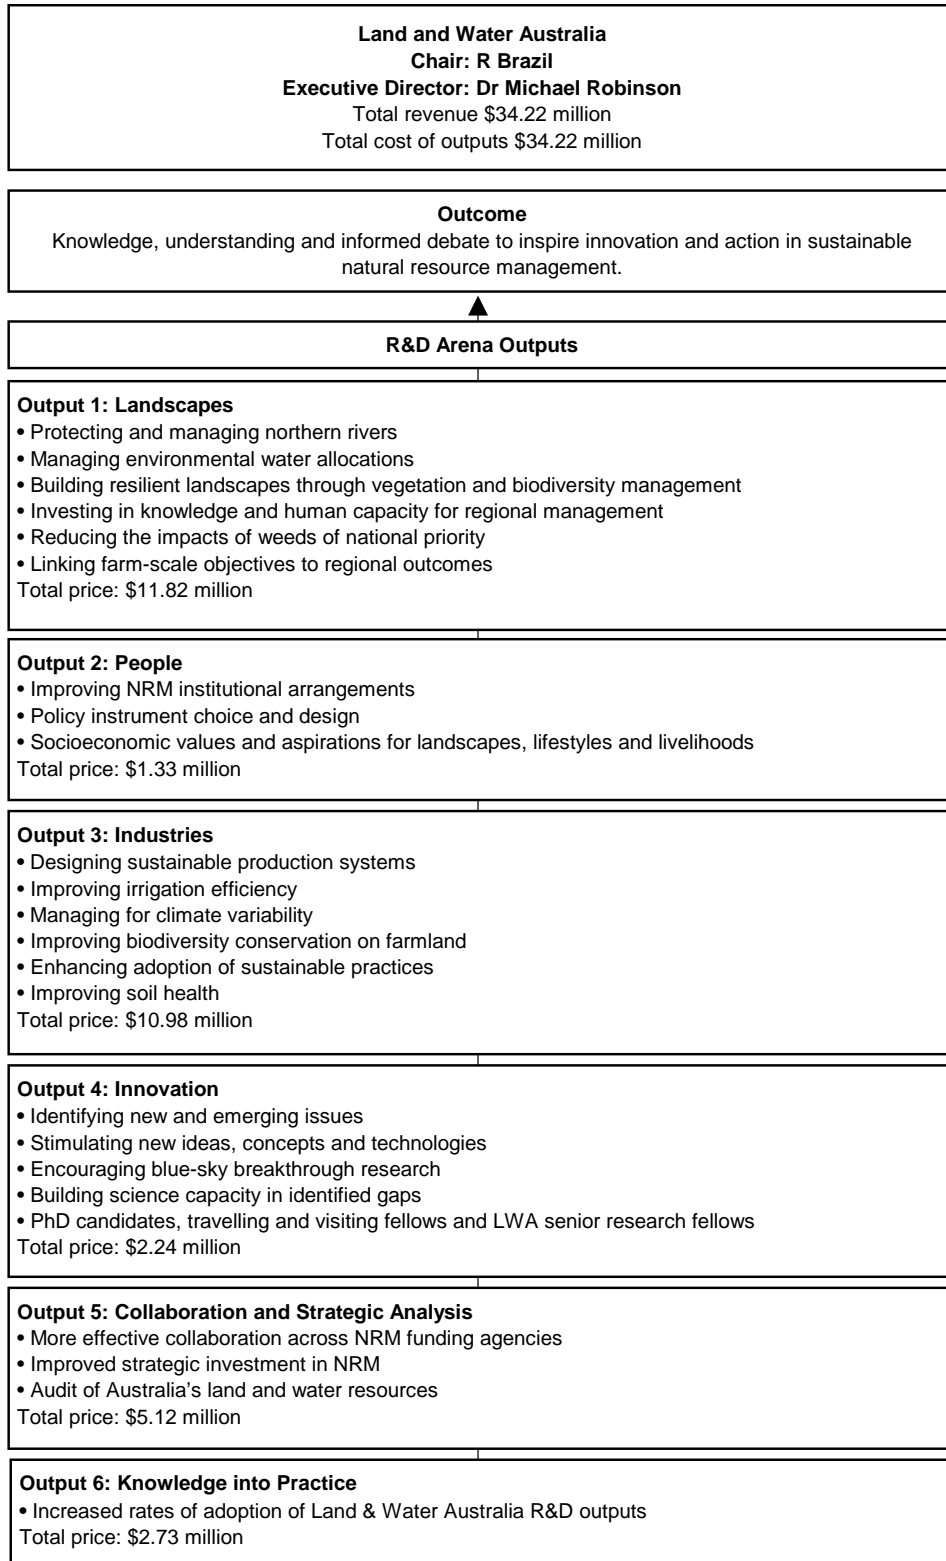 Land and Water Australia
Chair: R Brazil
Executive Director: Dr Michael Robinson
Total revenue $34.22 million
Total cost of outputs $34.22 million
Outcome
Knowledge, understanding and informed debate to inspire innovation and action in sustainable
natural resource management.
R&D Arena Outputs
Output 1: Landscapes
• Protecting and managing northern rivers
• Managing environmental water allocations
• Building resilient landscapes through vegetation and biodiversity management
• Investing in knowledge and human capacity for regional management
• Reducing the impacts of weeds of national priority
• Linking farm-scale objectives to regional outcomes
Total price: $11.82 million
Output 2: People
• Improving NRM institutional arrangements
• Policy instrument choice and design
• Socioeconomic values and aspirations for landscapes, lifestyles and livelihoods
Total price: $1.33 million
Output 3: Industries
• Designing sustainable production systems
• Improving irrigation efficiency
• Managing for climate variability
• Improving biodiversity conservation on farmland
• Enhancing adoption of sustainable practices
• Improving soil health
Total price: $10.98 million
Output 4: Innovation
• Identifying new and emerging issues
• Stimulating new ideas, concepts and technologies
• Encouraging blue-sky breakthrough research
• Building science capacity in identified gaps
• PhD candidates, travelling and visiting fellows and LWA senior research fellows
Total price: $2.24 million
Output 5: Collaboration and Strategic Analysis
• More effective collaboration across NRM funding agencies
• Improved strategic investment in NRM
• Audit of Australia's land and water resources
Total price: $5.12 million
Output 6: Knowledge into Practice
• Increased rates of adoption of Land & Water Australia R&D outputs
Total price: $2.73 million